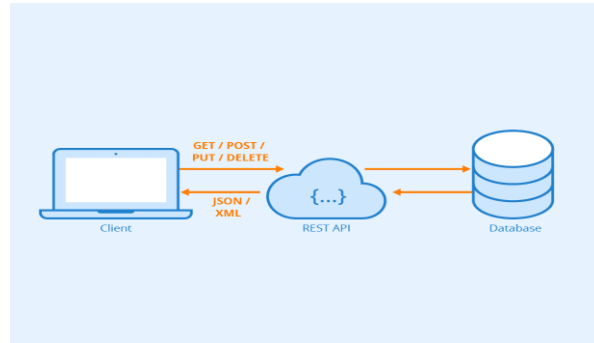 GET / POST /
PUT / DELETE
JSON /
XML
{...}
Client
REST API
Database